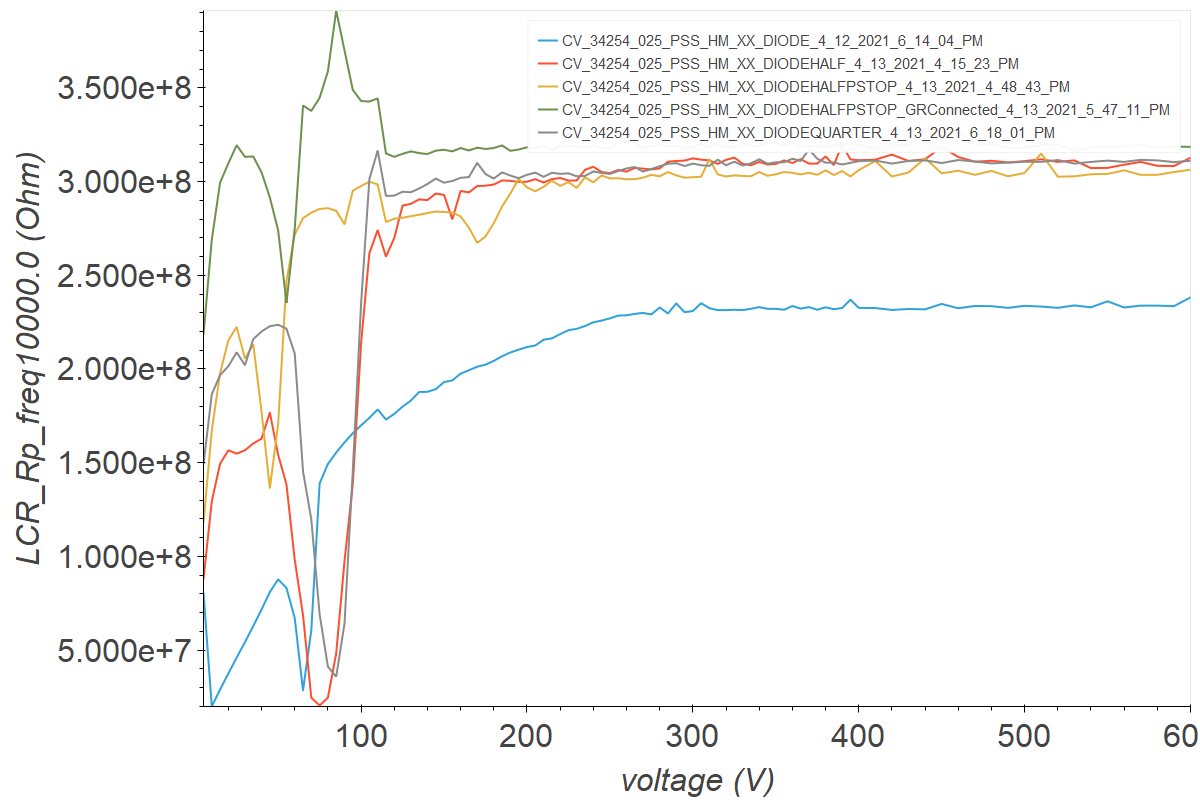 CV_34254_025_PSS_HM_XX_DIODE_4_12_2021_6_14_04_PM
CV_34254_025_PSS_HM_XX_DIODEHALF_4_13_2021_4_15_23_PM
CV_34254_025_PSS_HM_XX_DIODEHALFPSTOP_4_13_2021_4_48_43_PM
CV_34254_025_PSS_HM_XX_DIODEHALFPSTOP_GRConnected_4_13_2021_5_47_11_PM
CV_34254_025_PSS_HM_XX_DIODEQUARTER_4_13_2021_6_18_01_PM
LCR_Rp_freq10000.0 (Ohm)
3.500e+8
3.000e+8
2.500e+8
2.000e+8
1.500e+8
1.000e+8
5.000e+7
100 200 300 400 500 60
voltage (V)